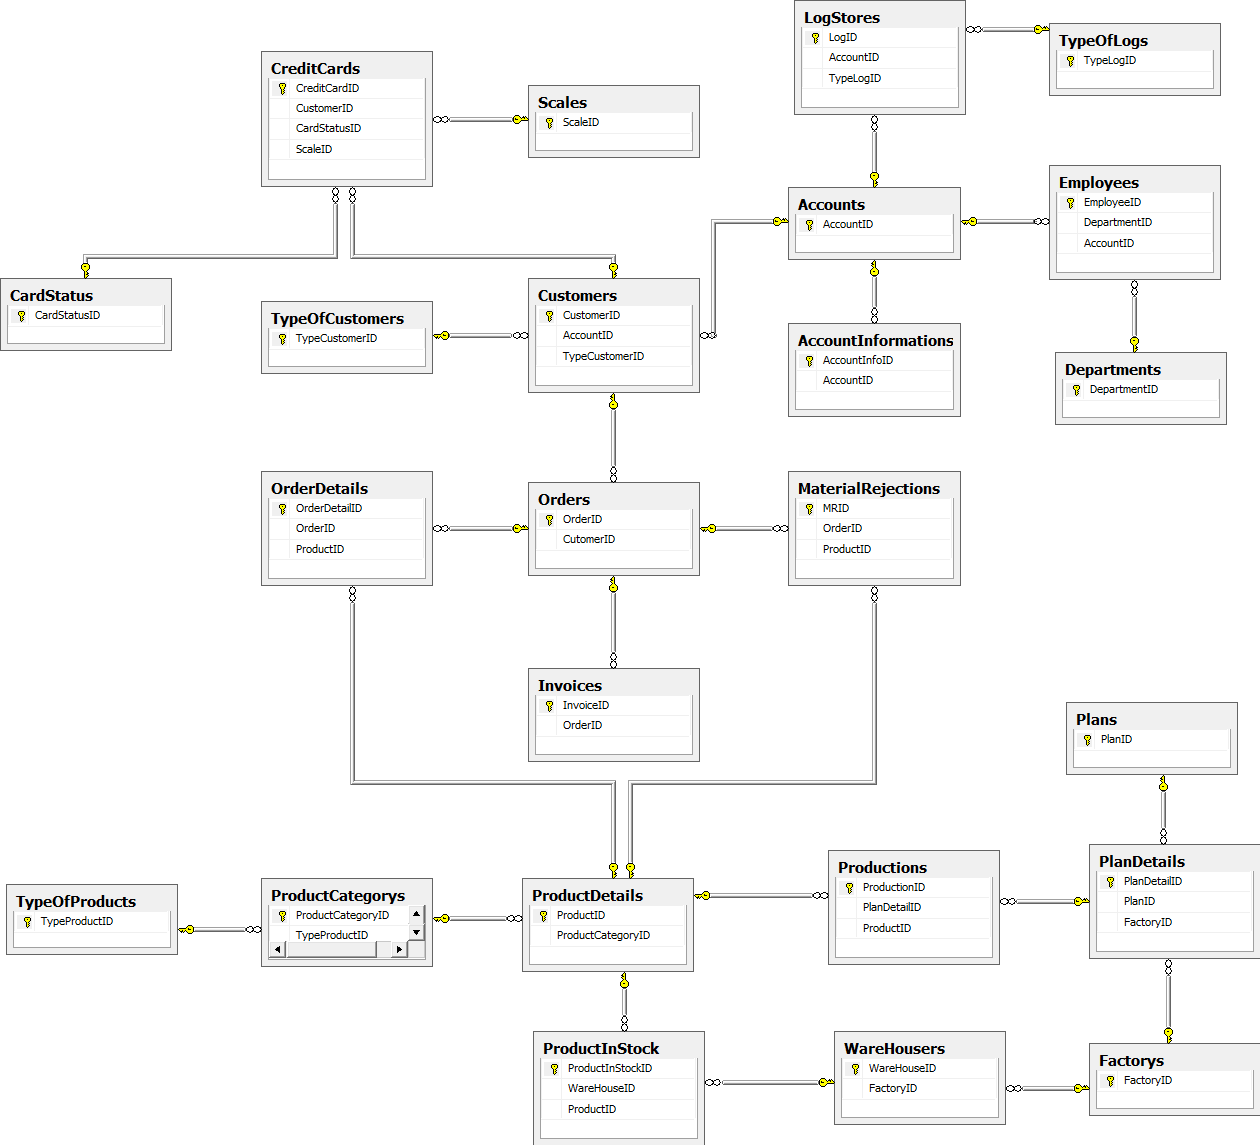 LogStores
LogID
AccountID
TypeLogID
TypeOfLogs
TypeLogID
CreditCards
CreditCardID
CustomerID
CardStatusID
ScaleID
Scales
ScaleID
Accounts
AccountID
Employees
EmployeeID
DepartmentID
AccountID
CardStatus
CardStatusID
TypeOfCustomers
TypeCustomerID
Customers
CustomerID
AccountID
TypeCustomerID
AccountInformations
AccountInfoID
AccountID
Departments
DepartmentID
OrderDetails
OrderDetailID
OrderID
ProductID
Orders
OrderID
CutomerID
MaterialRejections
MRID
OrderID
ProductID
Invoices
InvoiceID
OrderID
Plans
PlanID
TypeOfProducts
TypeProductID
ProductCategorys
ProductCategoryID
TypeProductID
ProductDetails
ProductID
ProductCategoryID
Productions
ProductionID
PlanDetailID
ProductID
PlanDetails
PlanDetailID
PlanID
FactoryID
ProductInStock
ProductInStockID
WareHouseID
ProductID
WareHousers
WareHouseID
FactoryID
Factorys
FactoryID